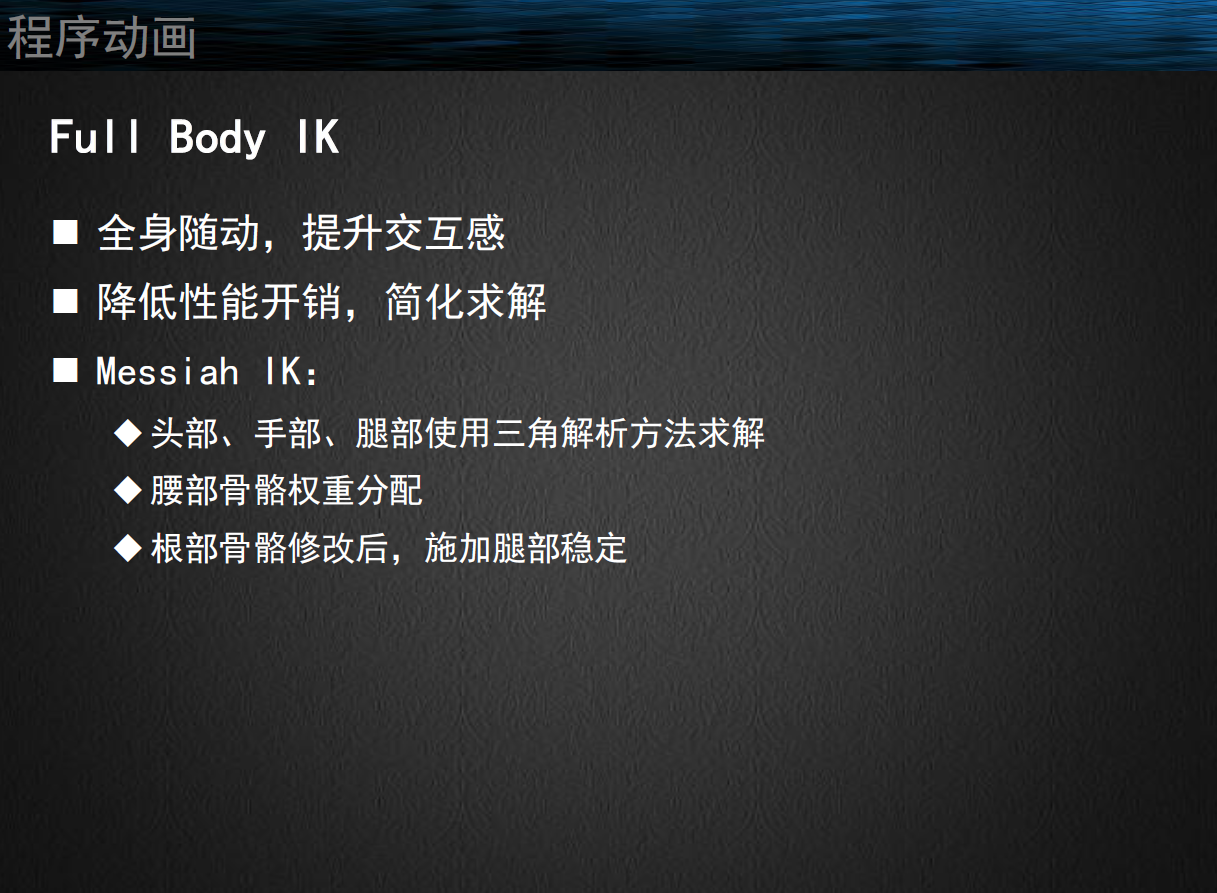 程序动画
Full Body IK
■ 全身随动，提升交互感
■ 降低性能开销，简化求解
■ Messiah IK：
◆ 头部、手部、腿部使用三角解析方法求解
◆ 腰部骨骼权重分配
◆ 根部骨骼修改后，施加腿部稳定